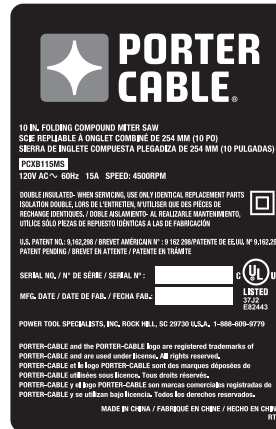 PORTER
CABLE®
10 IN. FOLDING COMPOUND MITER SAW
SCIE REPLIABLE À ONGLET COMBINÉ DE 254 MM (10 PO)
SIERRA DE INGLETE COMPUESTA PLEGADIZA DE 254 MM (10 PULGADAS)
PCXB115MS
120V AC ~ 60Hz 15A SPEED: 4500RPM
DOUBLE INSULATED- WHEN SERVICING, USE ONLY IDENTICAL REPLACEMENT PARTS
ISOLATION DOUBLE, LORS DE L'ENTRETIEN, N'UTILISER QUE DES PIÈCES DE
RECHANGE IDENTIQUES. / DOBLE AISLAMIENTO- AL REALIZARLE MANTENIMIENTO,
UTILICE SÓLO PIEZAS DE REPUESTO IDÉNTICAS A LAS DE FABRICACIÓN
U.S. PATENT NO.: 9,162,298 / BREVET AMÉRICAIN N° : 9 162 298/PATENTE DE EE.UU. N° 9,162,29
PATENT PENDING / BREVET EN ATTENTE / PATENTE EN TRÁMITE
SERIAL NO. / N° DE SÉRIE / SERIAL N° :
C UL U
MFG. DATE / DATE DE FAB. / FECHA FAB.:
LISTED
37J2
E82443
POWER TOOL SPECIALISTS, INC. ROCK HILL, SC 29730 U.S.A. 1-888-609-9779
PORTER-CABLE and the PORTER-CABLE logo are registered trademarks of
PORTER-CABLE and are used under license. All rights reserved.
PORTER-CABLE et le logo PORTER-CABLE sont des marques déposées de
PORTER-CABLE utilisées sous licence. Tous droits réservés.
PORTER-CABLE y el logo PORTER-CABLE son marcas comerciales registradas de
PORTER-CABLE y se utilizan bajo licencia. Todos los derechos reservados.
MADE IN CHINA / FABRIQUÉ EN CHINE / HECHO EN CHIN
RT